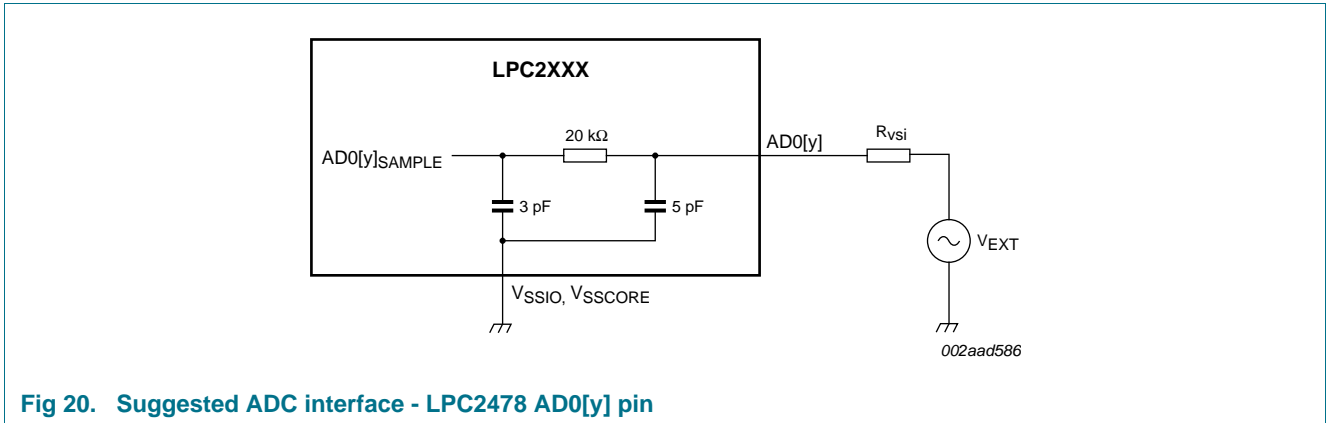 LPC2XXX
20 kΩ
AD0[y]
Rvsi
AD0[y]SAMPLE
3 pF
5 pF
VEXT
VSSIO, VSSCORE
002aad586
Fig 20. Suggested ADC interface - LPC2478 AD0[y] pin